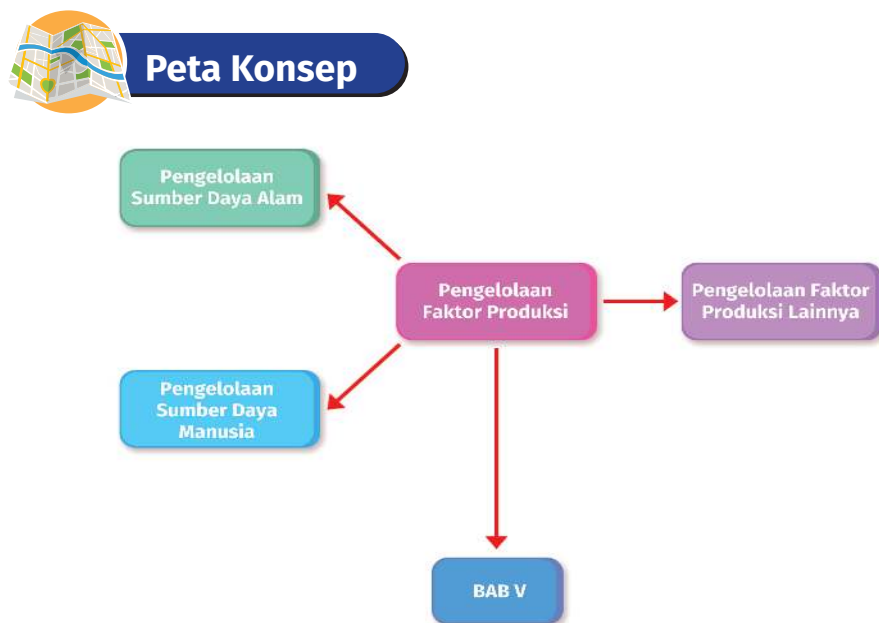 Peta Konsep
Pengelolaan
Sumber Daya Alam
Pengelolaan
Faktor Produksi
Pengelolaan Faktor
Produksi Lainnya
Pengelolaan
Sumber Daya
Manusia
BAB V